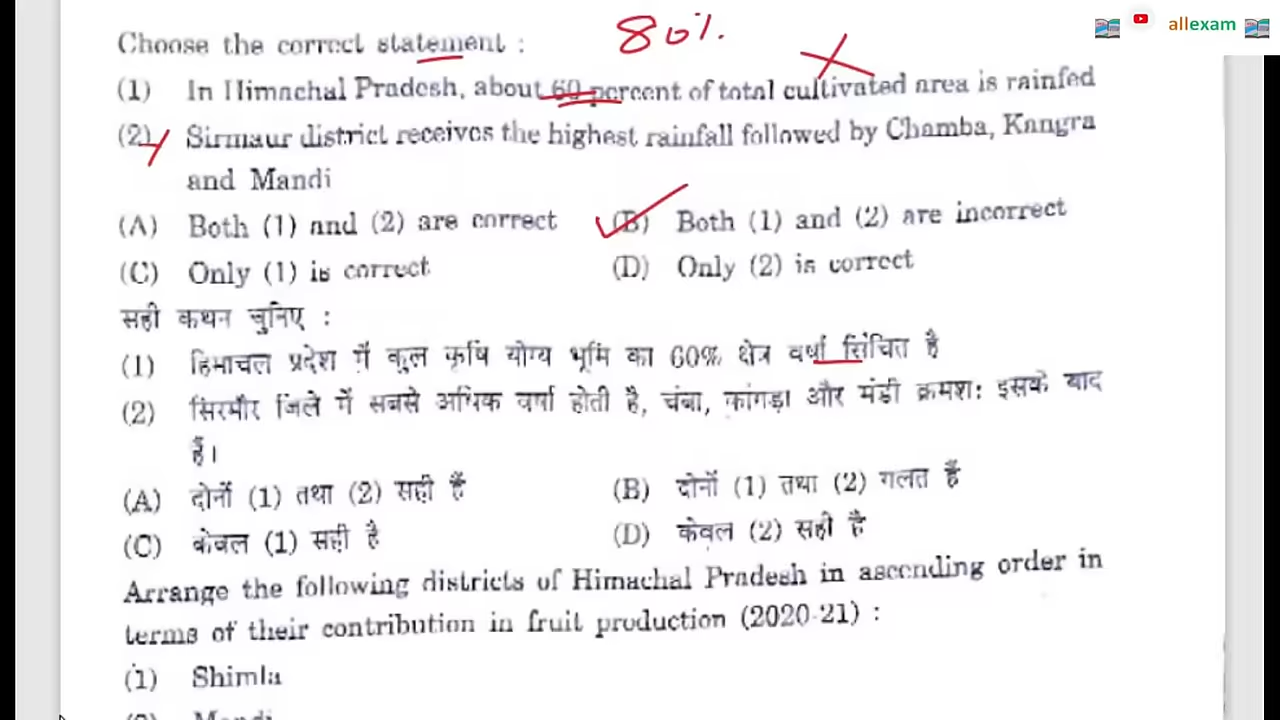 allexam
80%.
Choose the correct statement :
(1) In Himachal Pradesh, about 60 percent of total cultivated area is rainfed
(2) Sirmaur district receives the highest rainfall followed by Chamba, Kangra
and Mandi
(A) Both (1) and (2) are correct (B) Both (1) and (2) are incorrect
(C) Only (1) is correct (D) Only (2) is correct
सही कथन चुनिए :
(1) हिमाचल प्रदेश में कुल कृषि योग्य भूमि का 60% क्षेत्र वर्षा सिंचित है
(2) सिरमौर जिले में सबसे अधिक वर्षा होती है, चंबा, कांगड़ा और मंडी क्रमशः इसके बाद
हैं।
(A) दोनों (1) तथा (2) सही हैं (B) दोनों (1) तथा (2) गलत हैं
(C) केवल (1) सही है (D) केवल (2) सही है
Arrange the following districts of Himachal Pradesh in ascending order in
terms of their contribution in fruit production (2020-21) :
(1) Shimla